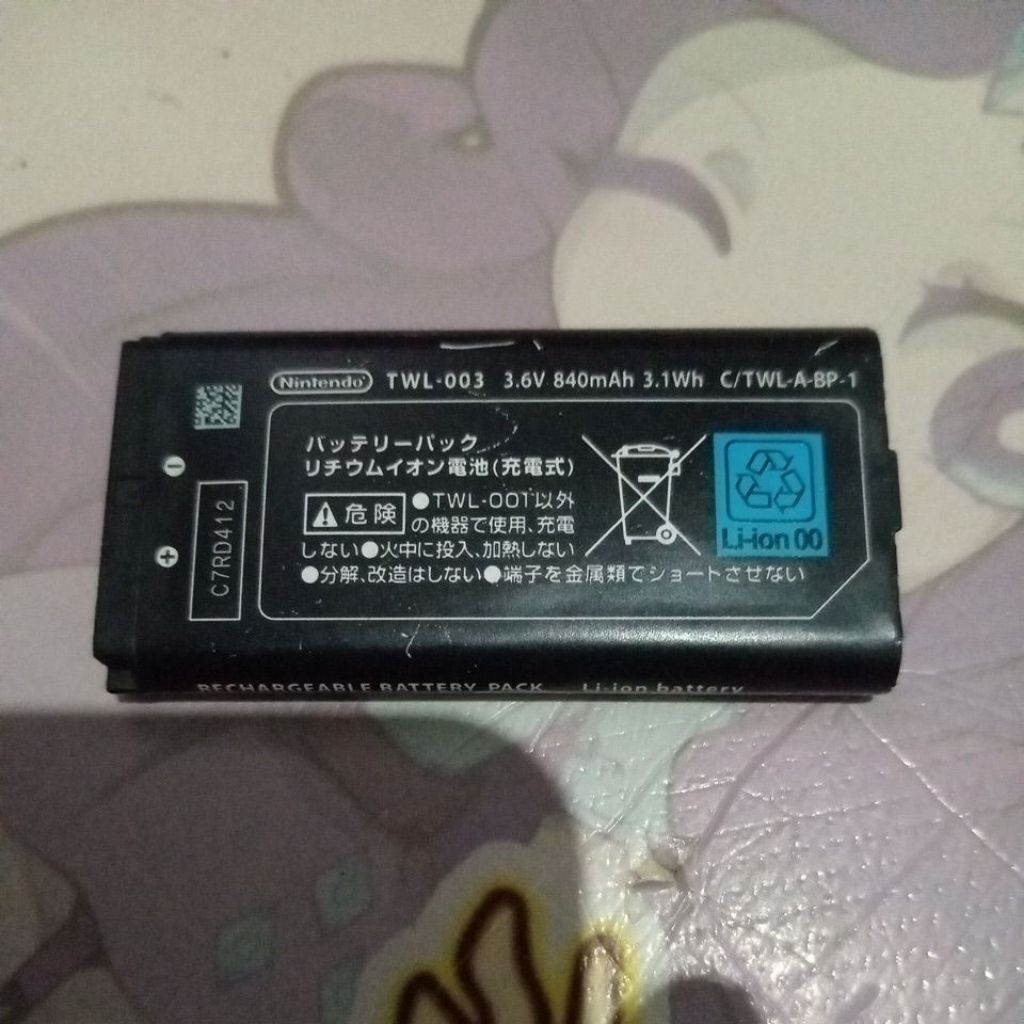 Nintendo TWL-003 3.6V 840mAh 3.1Wh C/TWL-A-BP-1
バッテリーパック
リチウムイオン電池(充電式)
危険 ●TWL-001以外
の機器で使用、充電
しない●火中に投入、加熱しない
●分解、改造はしない●端子を金属類でショートさせない
Li-ion 00
C7RD412
RECHARGEABLE BATTERY PACK Li-ion battery